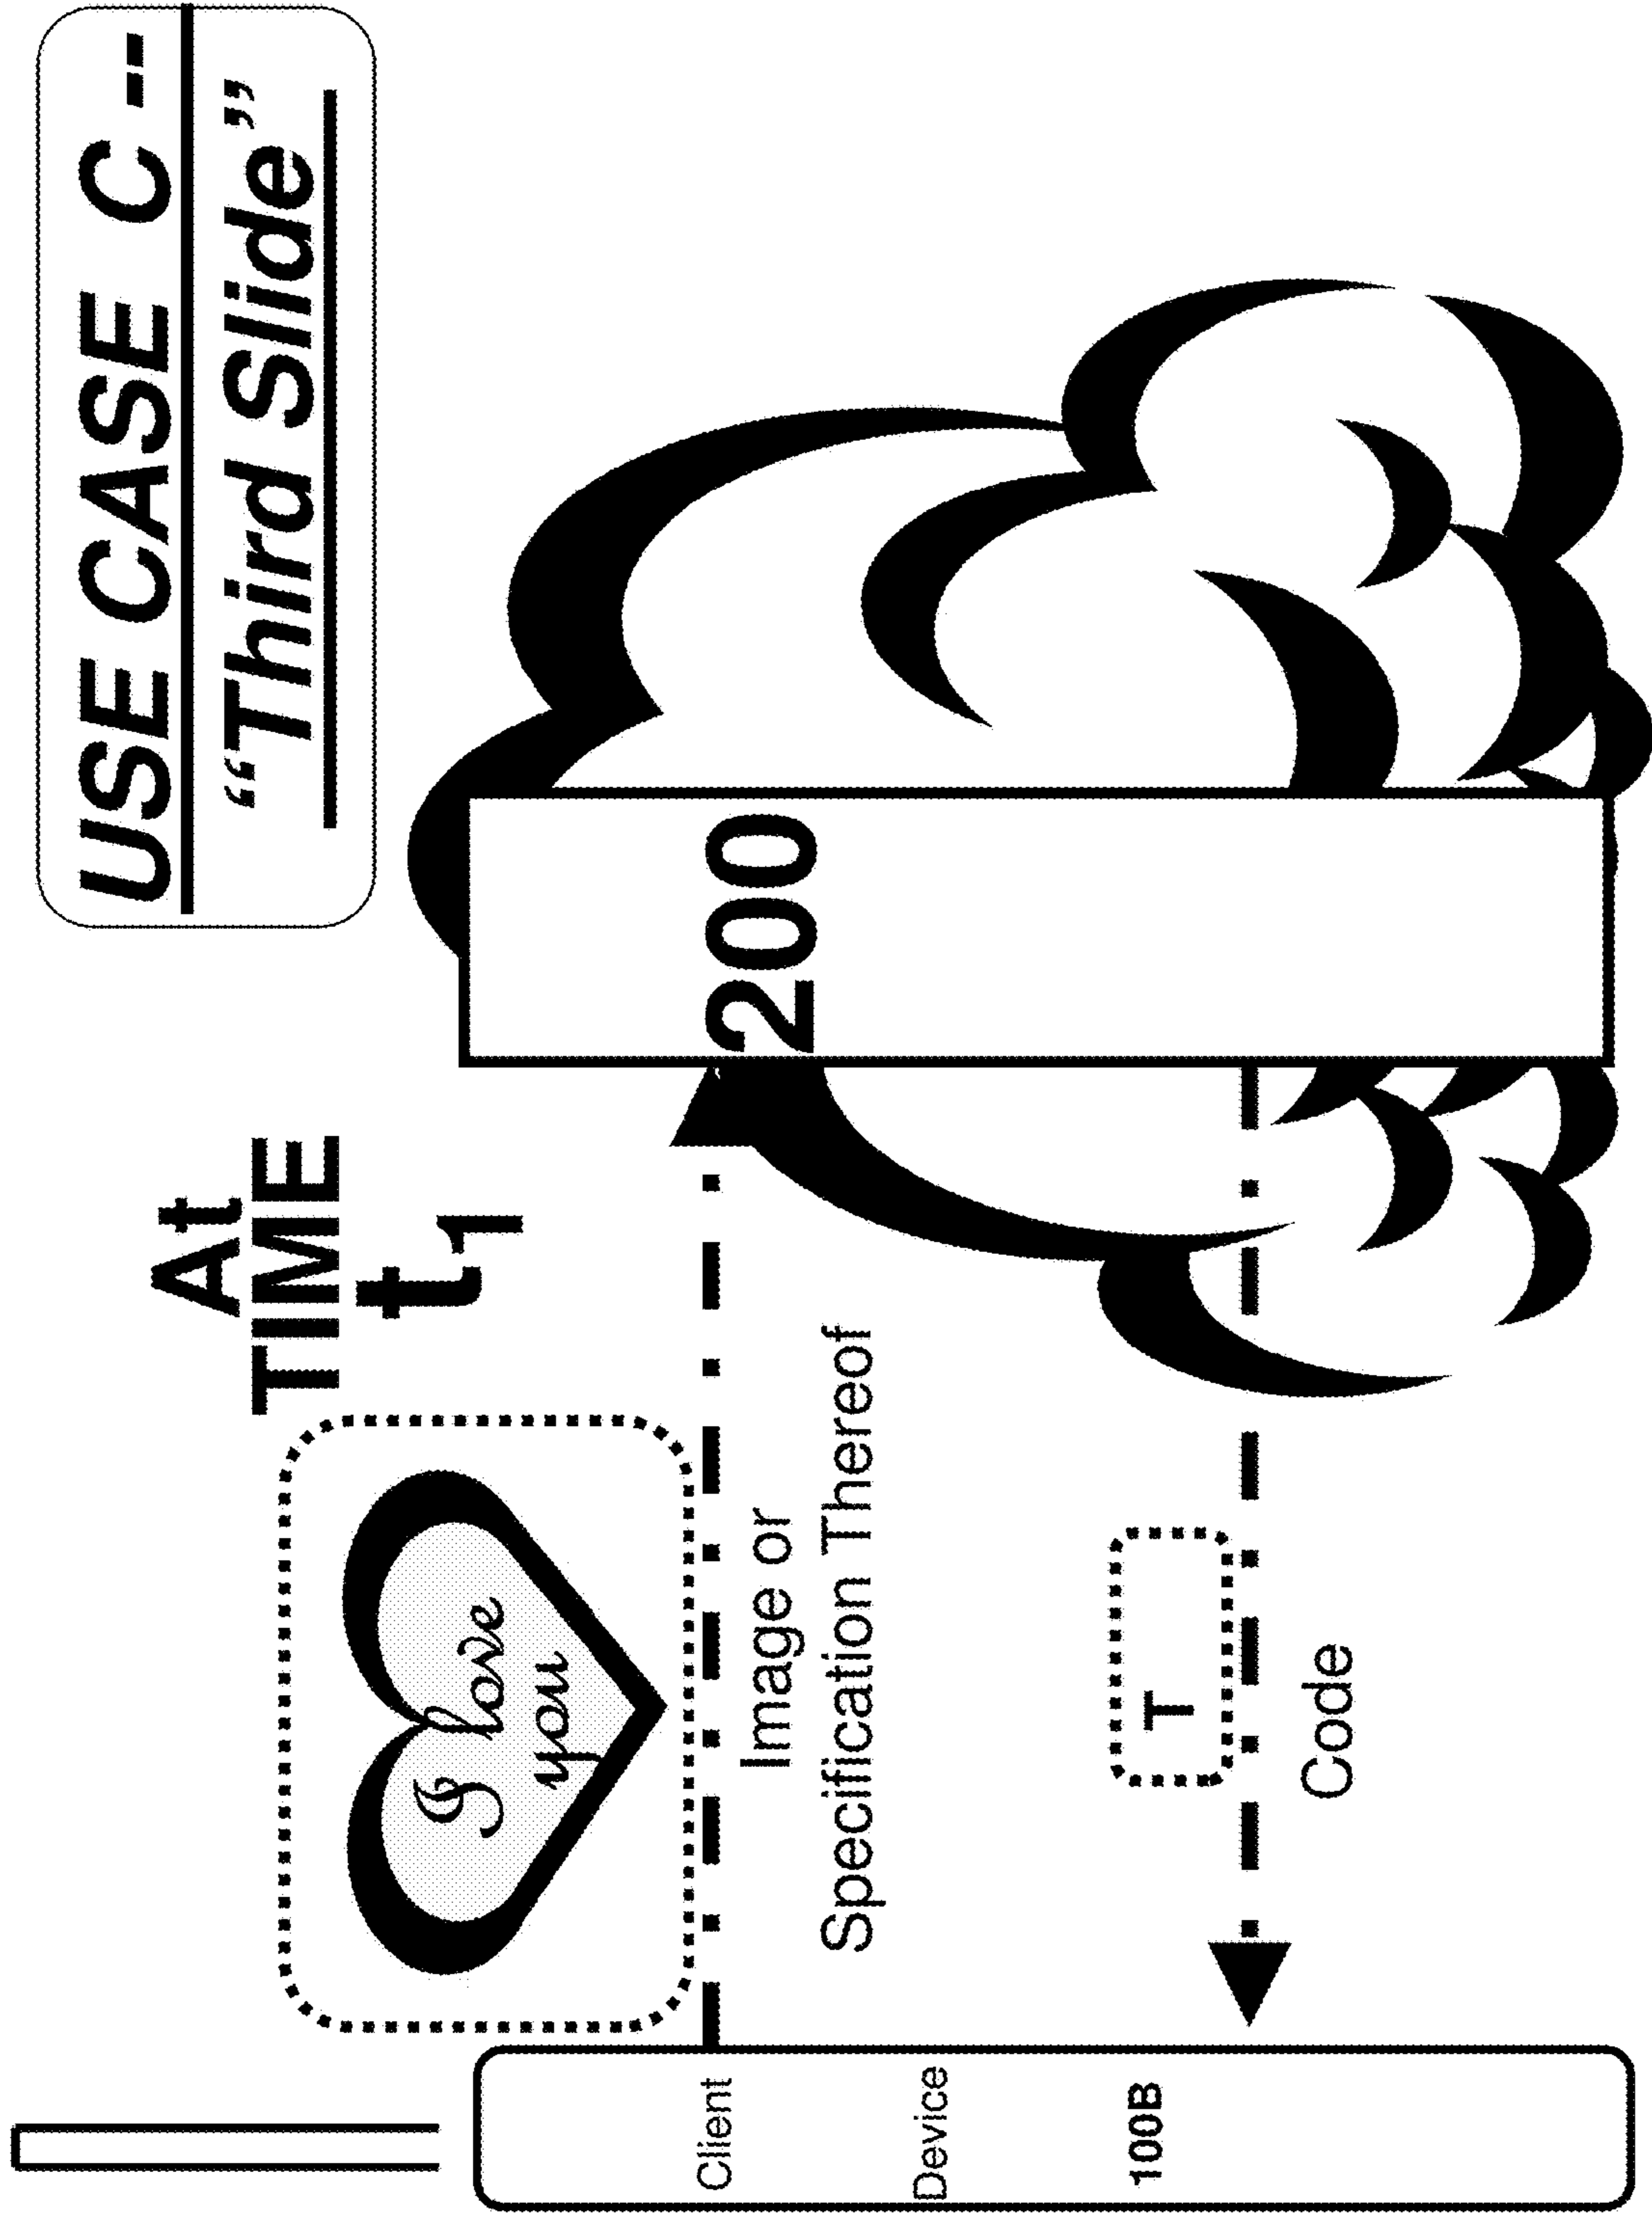 USE CASE C --
“Third Slide”
At
TIME
t1
I love
you
Image or
Specification Thereof
200
T
Code
Client
Device
100B